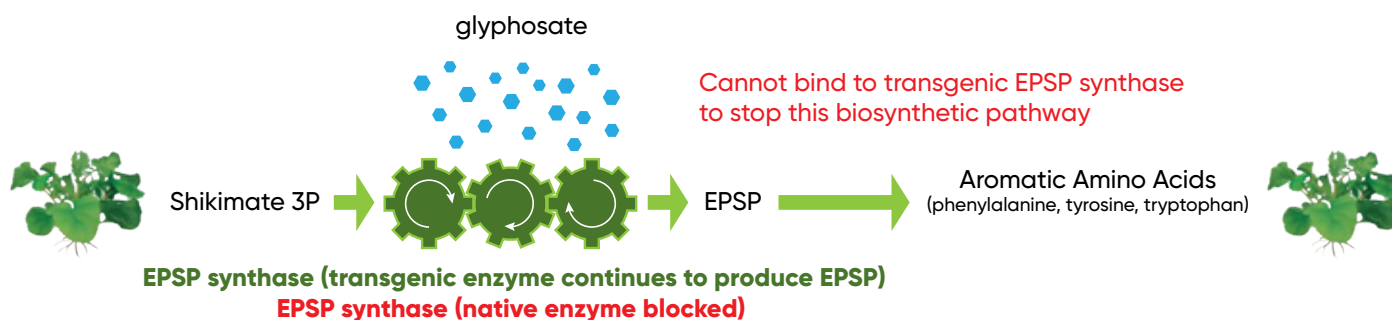 glyphosate
Cannot bind to transgenic EPSP synthase
to stop this biosynthetic pathway
Shikimate 3P
EPSP
Aromatic Amino Acids
(phenylalanine, tyrosine, tryptophan)
EPSP synthase (transgenic enzyme continues to produce EPSP)
EPSP synthase (native enzyme blocked)